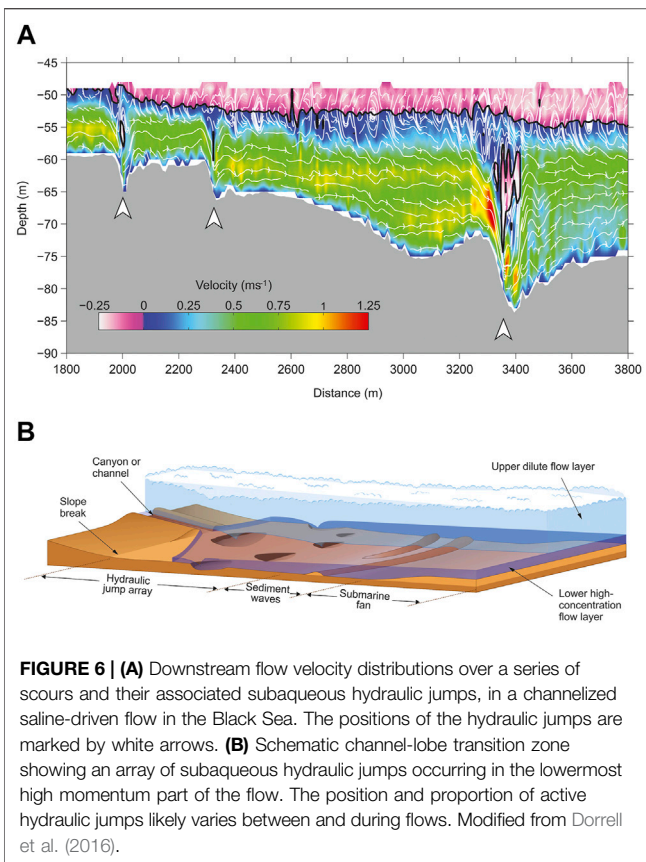 A
−45
−50
−55
−60
−65
−70
−75
−80
−85
−90
Depth (m)
Velocity (ms⁻¹)
−0.25 0 0.25 0.5 0.75 1 1.25
1800 2000 2200 2400 2600 2800 3000 3200 3400 3600 3800
Distance (m)
B
Canyon or
channel
Slope
break
Upper dilute flow layer
Hydraulic
jump array
Sediment
waves
Submarine
fan
Lower high-
concentration
flow layer
FIGURE 6 | (A) Downstream flow velocity distributions over a series of
scours and their associated subaqueous hydraulic jumps, in a channelized
saline-driven flow in the Black Sea. The positions of the hydraulic jumps are
marked by white arrows. (B) Schematic channel-lobe transition zone
showing an array of subaqueous hydraulic jumps occurring in the lowermost
high momentum part of the flow. The position and proportion of active
hydraulic jumps likely varies between and during flows. Modified from Dorrell
et al. (2016).